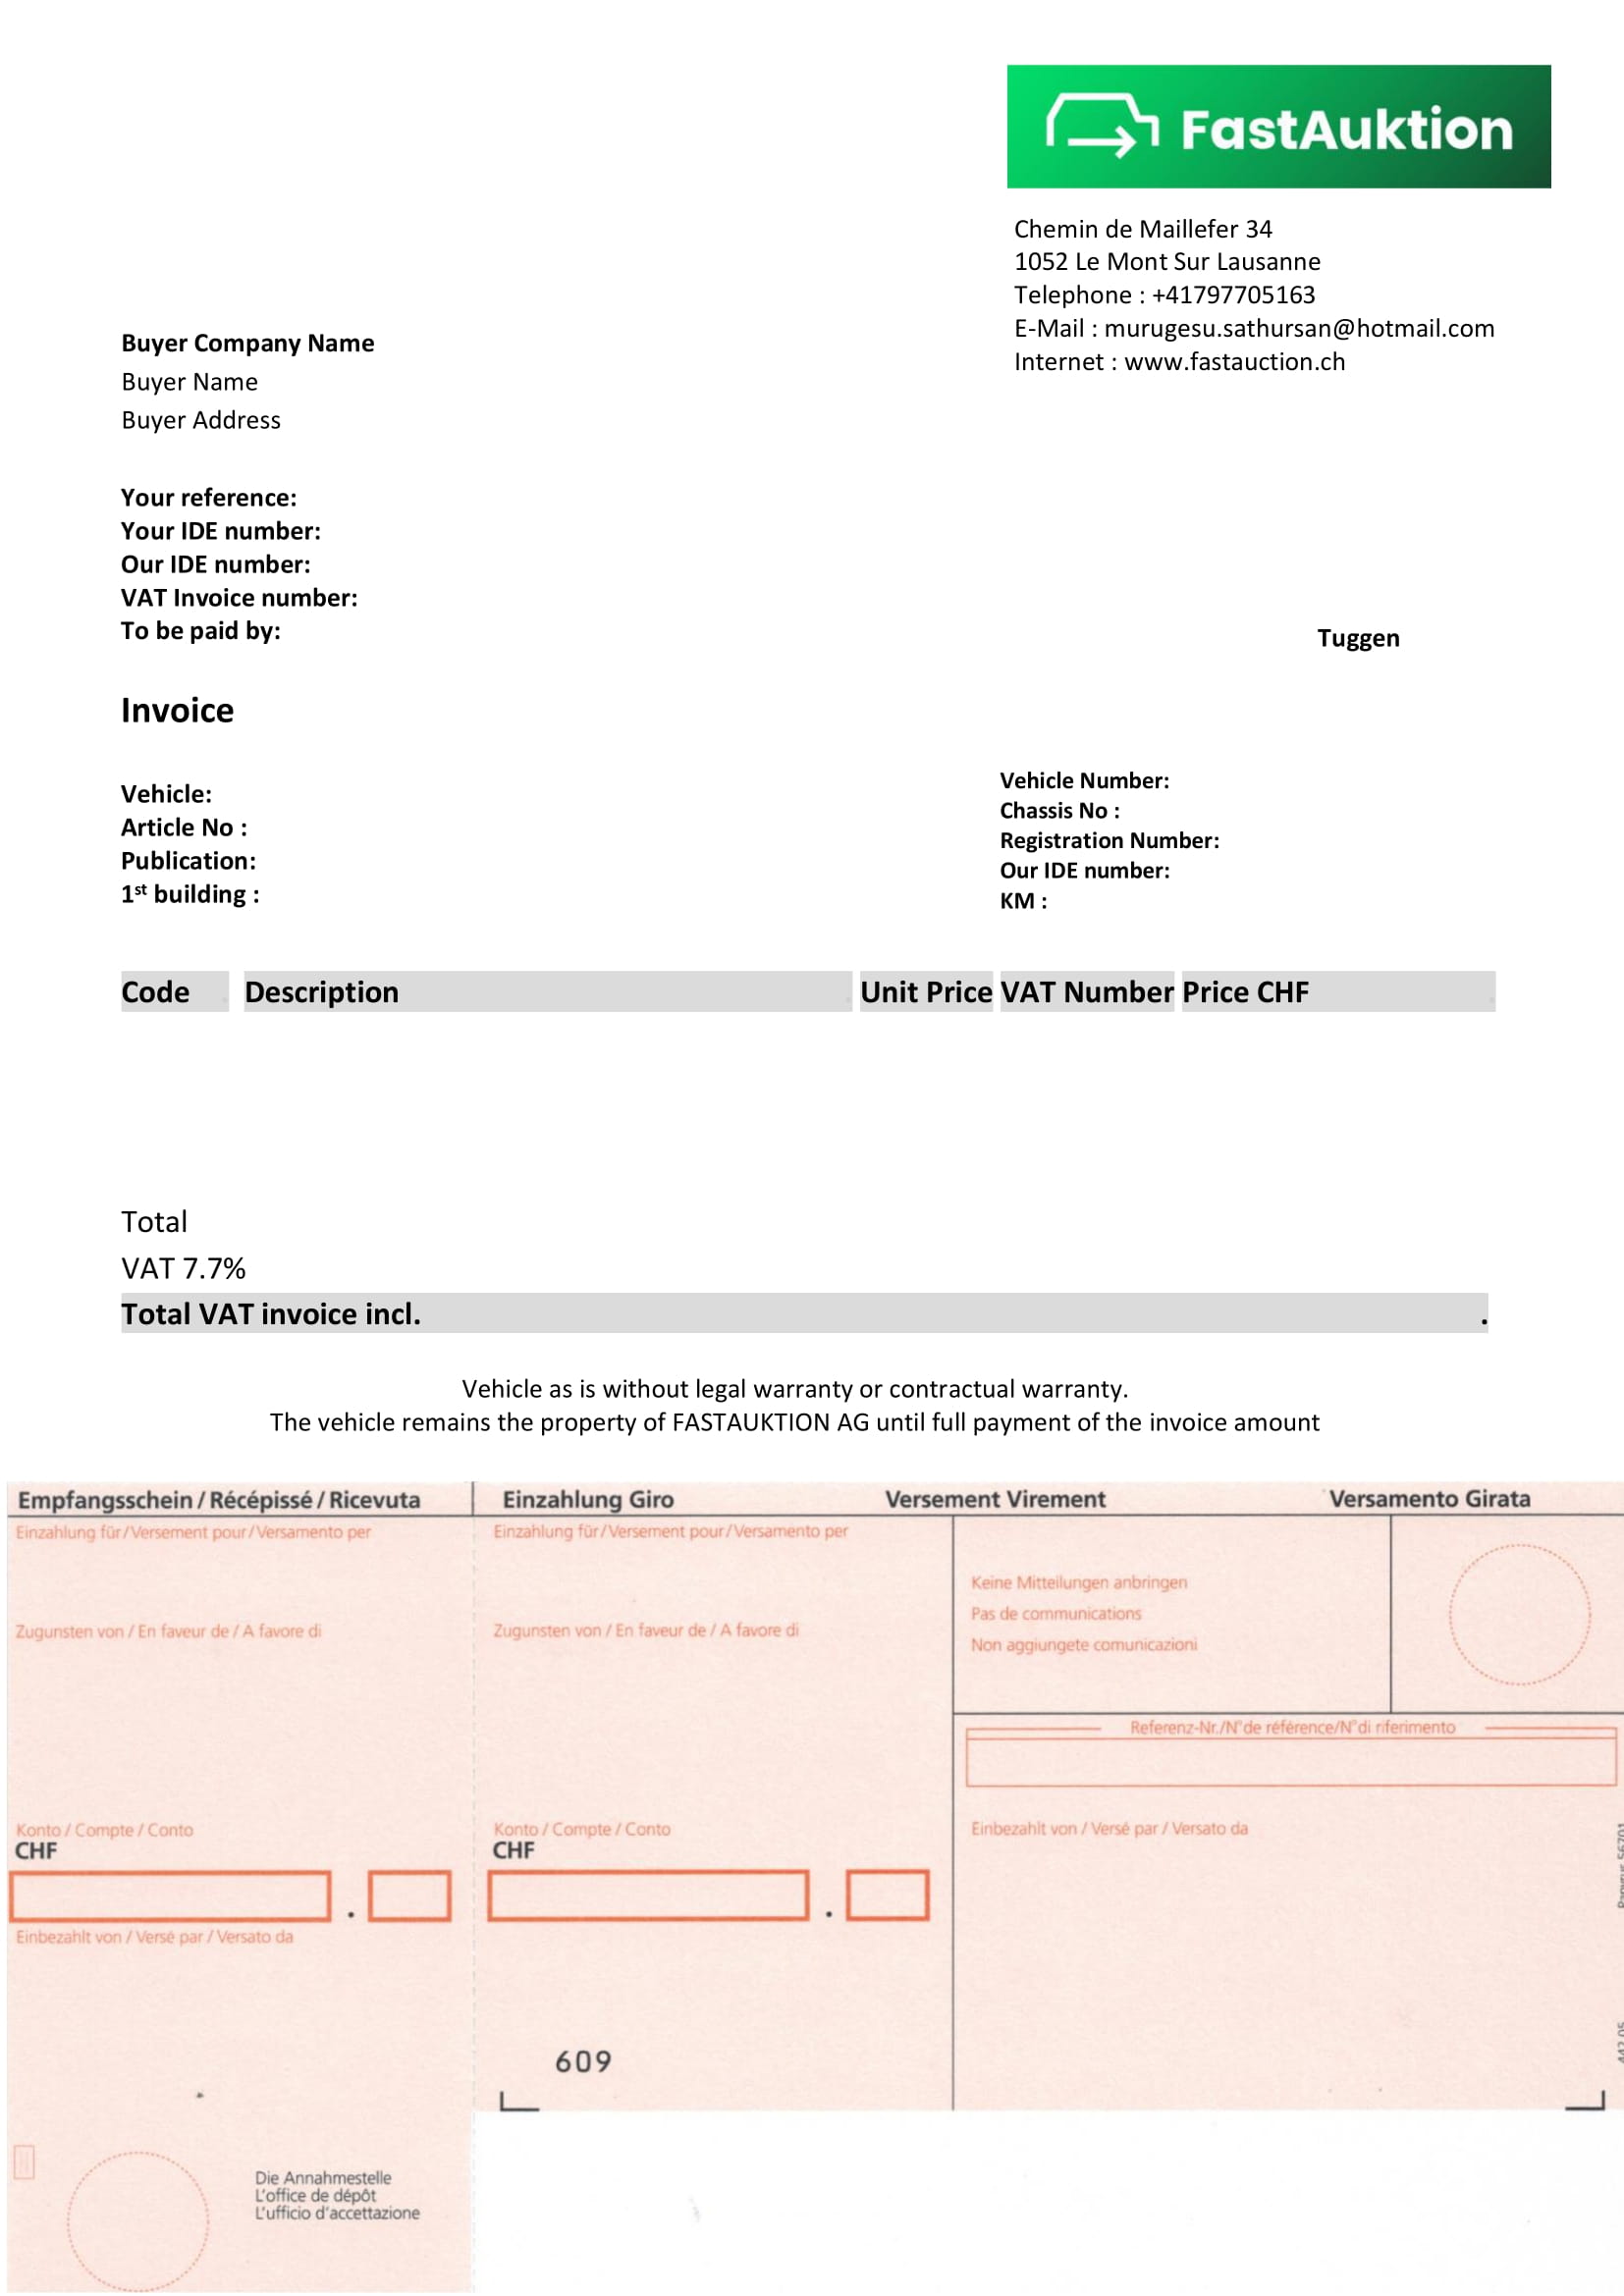 FastAuktion
Chemin de Maillefer 34
1052 Le Mont Sur Lausanne
Telephone : +41797705163
E-Mail : murugesu.sathursan@hotmail.com
Internet : www.fastauction.ch
Buyer Company Name
Buyer Name
Buyer Address
Your reference:
Your IDE number:
Our IDE number:
VAT Invoice number:
To be paid by:
Tuggen
Invoice
Vehicle:
Article No :
Publication:
1st building :
Vehicle Number:
Chassis No :
Registration Number:
Our IDE number:
KM :
Code Description Unit Price VAT Number Price CHF
Total
VAT 7.7%
Total VAT invoice incl. .
Vehicle as is without legal warranty or contractual warranty.
The vehicle remains the property of FASTAUKTION AG until full payment of the invoice amount
Empfangsschein / Récépissé / Ricevuta
Einzahlung für / Versement pour / Versamento per
Zugunsten von / En faveur de / A favore di
Konto / Compte / Conto
CHF
.
Einbezahlt von / Versé par / Versato da
Die Annahmestelle
L'office de dépôt
L'ufficio d'accettazione
Einzahlung Giro Versement Virement Versamento Girata
Einzahlung für / Versement pour / Versamento per
Zugunsten von / En faveur de / A favore di
Konto / Compte / Conto
CHF
.
609
Keine Mitteilungen anbringen
Pas de communications
Non aggiungete comunicazioni
Referenz-Nr./N° de référence/N° di riferimento
Einbezahlt von / Versé par / Versato da